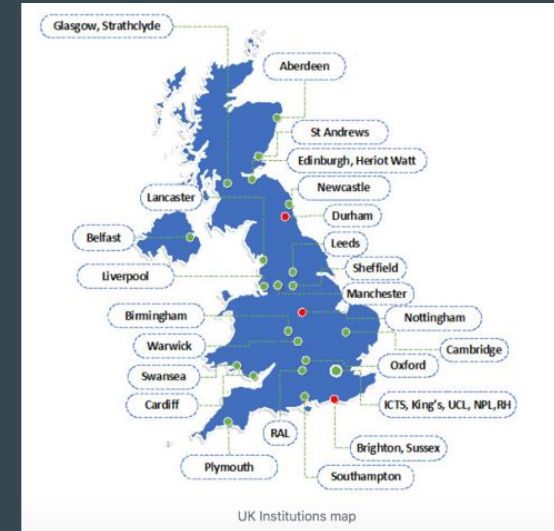 Glasgow, Strathclyde
Aberdeen
St Andrews
Edinburgh, Heriot Watt
Newcastle
Lancaster
Durham
Belfast
Leeds
Liverpool
Sheffield
Manchester
Birmingham
Nottingham
Warwick
Cambridge
Swansea
Oxford
Cardiff
ICTS, King's, UCL, NPL,RH
RAL
Brighton, Sussex
Plymouth
Southampton
UK Institutions map